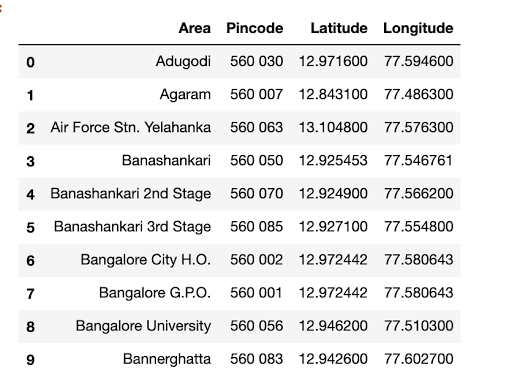 Area Pincode Latitude Longitude
0 Adugodi 560 030 12.971600 77.594600
1 Agaram 560 007 12.843100 77.486300
2 Air Force Stn. Yelahanka 560 063 13.104800 77.576300
3 Banashankari 560 050 12.925453 77.546761
4 Banashankari 2nd Stage 560 070 12.924900 77.566200
5 Banashankari 3rd Stage 560 085 12.927100 77.554800
6 Bangalore City H.O. 560 002 12.972442 77.580643
7 Bangalore G.P.O. 560 001 12.972442 77.580643
8 Bangalore University 560 056 12.946200 77.510300
9 Bannerghatta 560 083 12.942600 77.602700